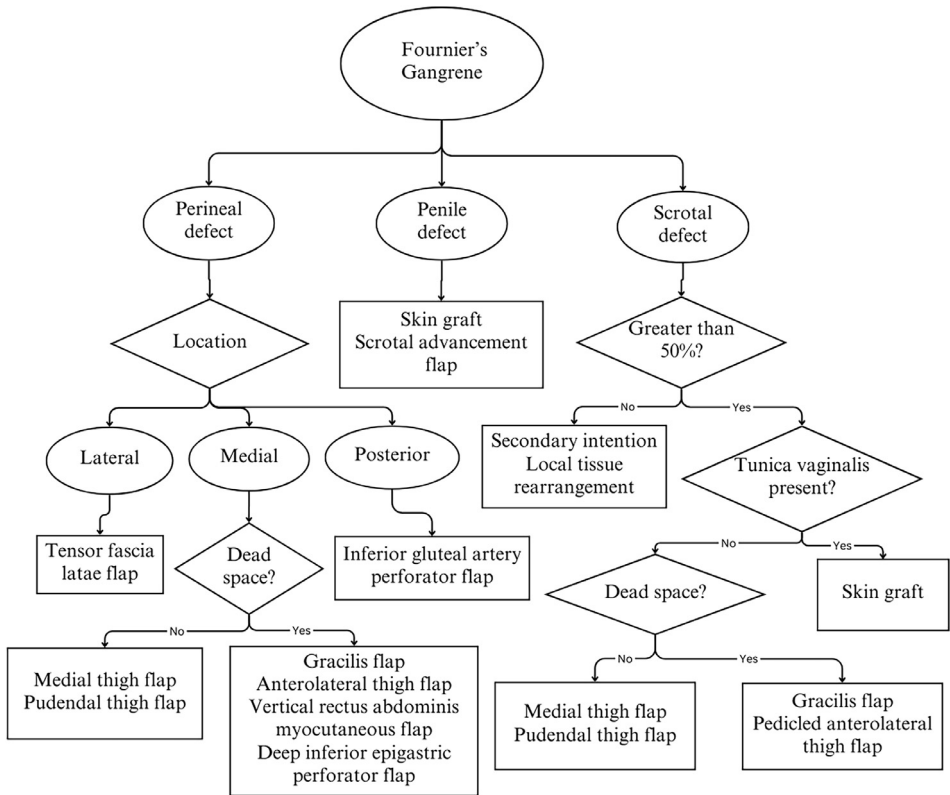 Fournier's
Gangrene
Perineal
defect
Penile
defect
Scrotal
defect
Location
Skin graft
Scrotal advancement
flap
Greater than
50%?
No
Yes
Lateral
Medial
Posterior
Secondary intention
Local tissue
rearrangement
Tunica vaginalis
present?
Tensor fascia
latae flap
Dead
space?
Inferior gluteal artery
perforator flap
No
Yes
Dead space?
Skin graft
No
Yes
Medial thigh flap
Pudendal thigh flap
Gracilis flap
Anterolateral thigh flap
Vertical rectus abdominis
myocutaneous flap
Deep inferior epigastric
perforator flap
No
Yes
Medial thigh flap
Pudendal thigh flap
Gracilis flap
Pedicled anterolateral
thigh flap